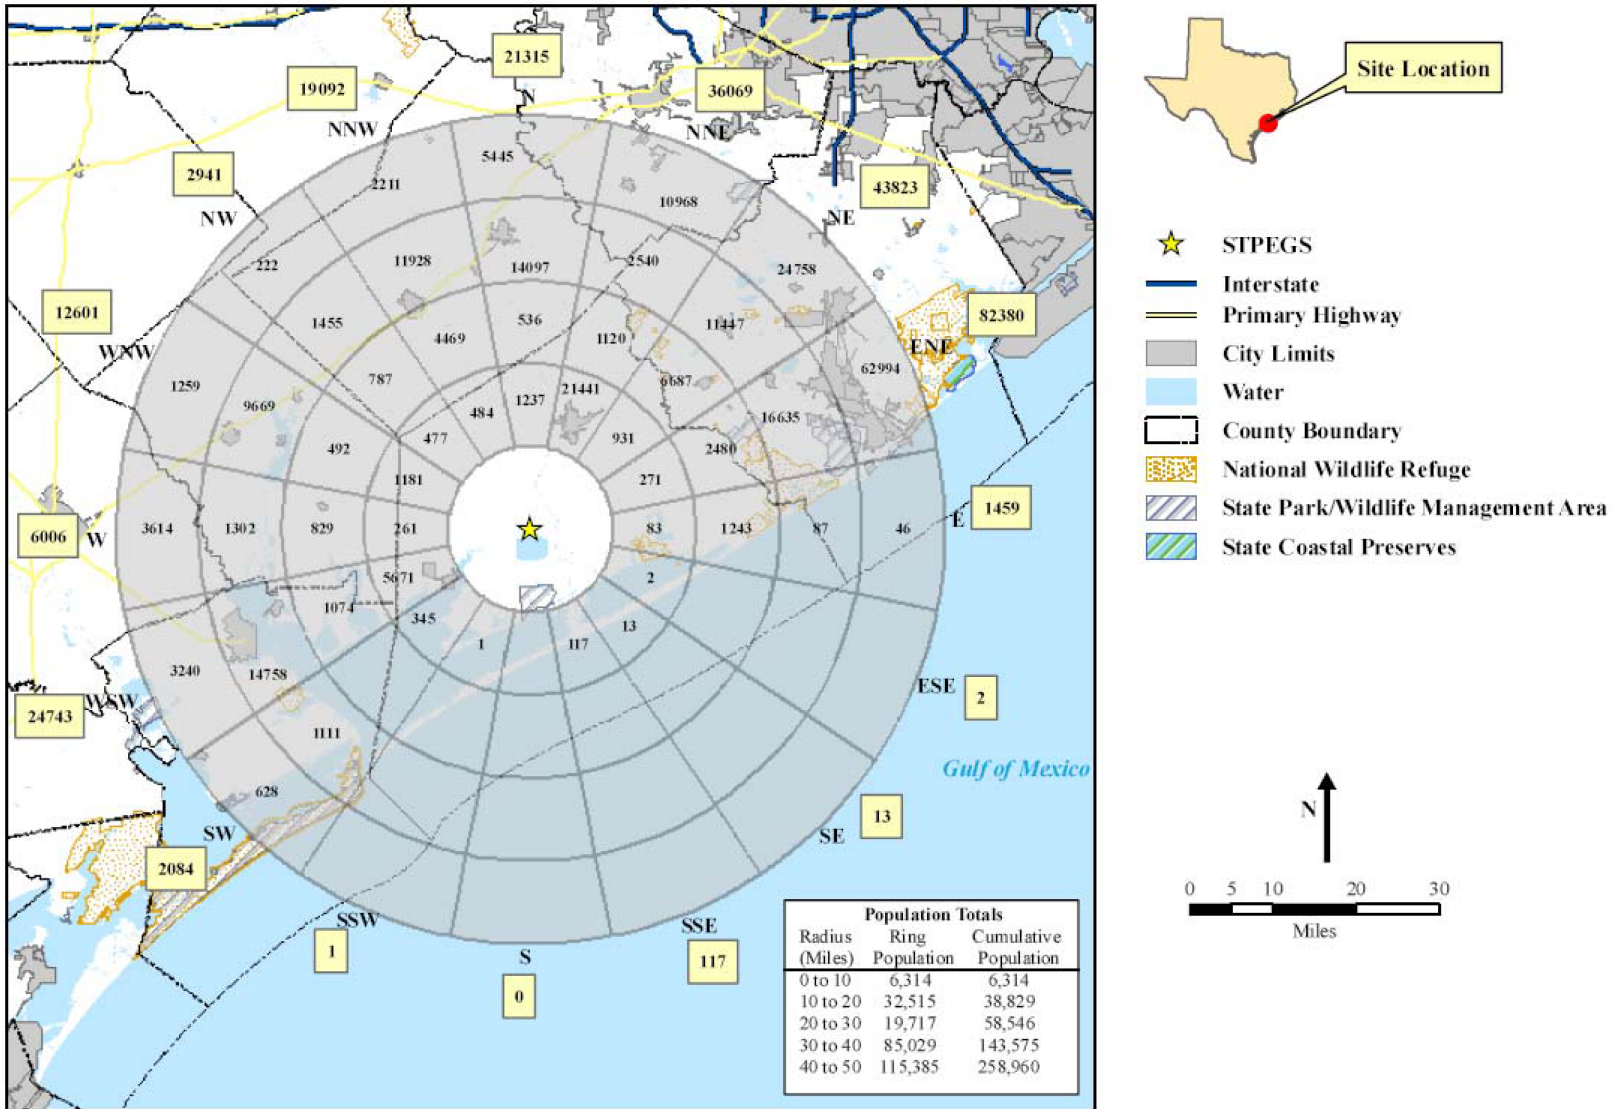 21315
19092
36069
N
NNW
NNE
2941
43823
NW
NE
5445
2211
10968
222
11928
14097
2540
24758
12601
82380
WNW
ENE
1455
536
4469
1120
11447
1259
787
6687
62994
9669
484
1237
21441
16635
492
477
931
2480
1181
271
6006
W
3614
1302
829
261
83
1243
87
46
E
1459
5671
2
1074
345
1
117
13
3240
14758
24743
WSW
ESE
2
1111
Gulf of Mexico
628
SW
SE
13
2084
SSW
SSE
1
S
117
0
Population Totals
Radius Ring Cumulative
(Miles) Population Population
0 to 10 6,314 6,314
10 to 20 32,515 38,829
20 to 30 19,717 58,546
30 to 40 85,029 143,575
40 to 50 115,385 258,960
Site Location
STPEGS
Interstate
Primary Highway
City Limits
Water
County Boundary
National Wildlife Refuge
State Park/Wildlife Management Area
State Coastal Preserves
N
0 5 10 20 30
Miles